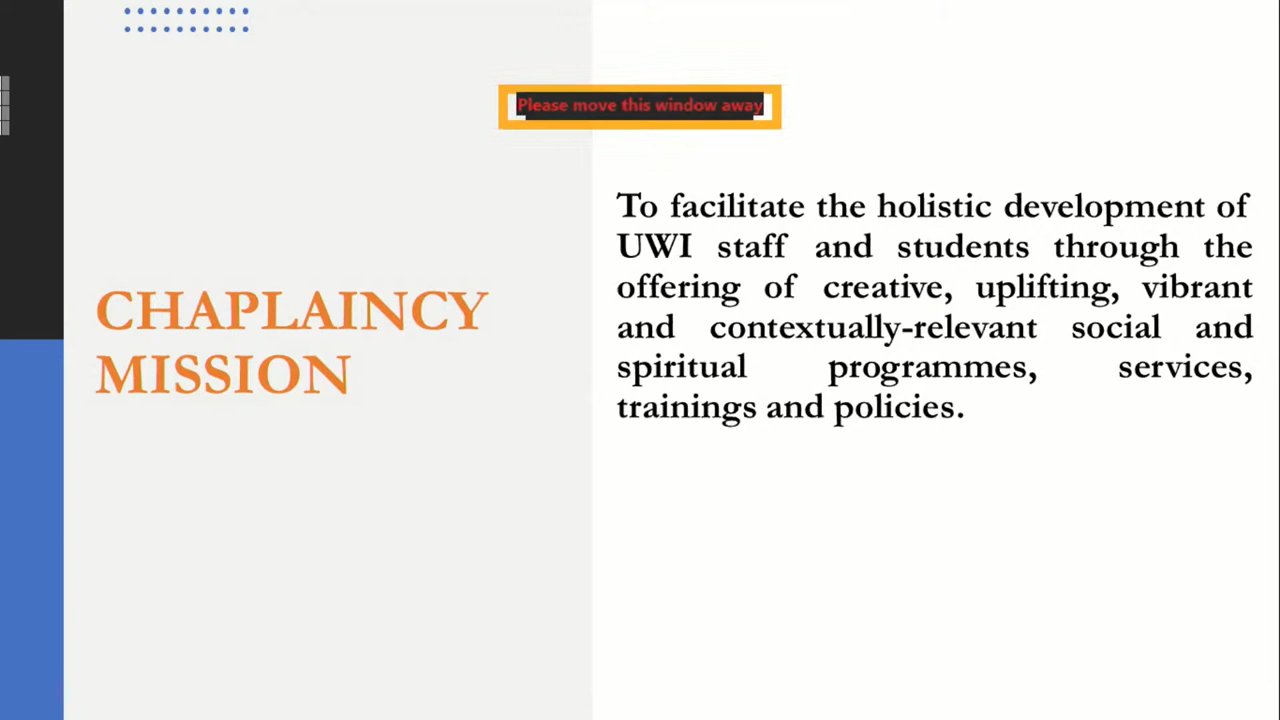 Please move this window away
CHAPLAINCY
MISSION
To facilitate the holistic development of
UWI staff and students through the
offering of creative, uplifting, vibrant
and contextually-relevant social and
spiritual programmes, services,
trainings and policies.